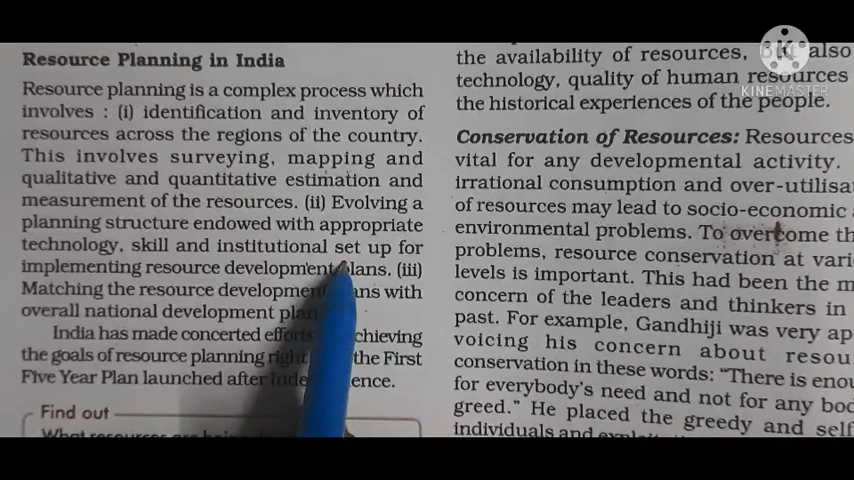 Resource Planning in India
Resource planning is a complex process which
involves : (i) identification and inventory of
resources across the regions of the country.
This involves surveying, mapping and
qualitative and quantitative estimation and
measurement of the resources. (ii) Evolving a
planning structure endowed with appropriate
technology, skill and institutional set up for
implementing resource development plans. (iii)
Matching the resource development plans with
overall national development
India has made concerted efforts achieving
the goals of resource planning right the First
Five Year Plan launched after
Find out
What resources are being
the availability of resources, but also
technology, quality of human resources
the historical experiences of the people.
Conservation of Resources: Resources
vital for any developmental activity.
irrational consumption and over-utilisa
of resources may lead to socio-economic
environmental problems. To overcome th
problems, resource conservation at vari
levels is important. This had been the m
concern of the leaders and thinkers in
past. For example, Gandhiji was very ap
voicing his concern about resou
conservation in these words: "There is enou
for everybody's need and not for any bod
greed." He placed the greedy and self
individuals and
KINEMASTER